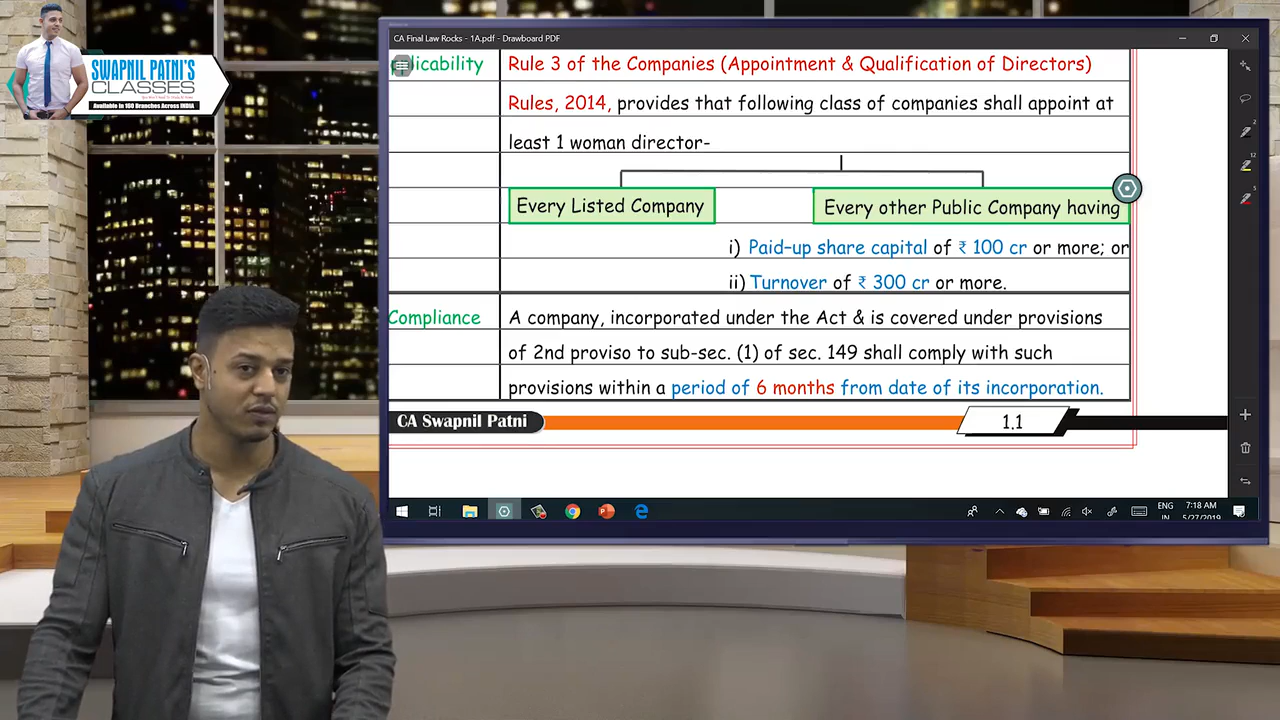 SWAPNIL PATNI'S
CLASSES
Available in 100 Branches Across INDIA
CA Final Law Rocks - 1A.pdf - Drawboard PDF
plicability
Rule 3 of the Companies (Appointment & Qualification of Directors)
Rules, 2014, provides that following class of companies shall appoint at
least 1 woman director-
Every Listed Company
Every other Public Company having
i) Paid-up share capital of ₹ 100 cr or more; or
ii) Turnover of ₹ 300 cr or more.
Compliance
A company, incorporated under the Act & is covered under provisions
of 2nd proviso to sub-sec. (1) of sec. 149 shall comply with such
provisions within a period of 6 months from date of its incorporation.
CA Swapnil Patni
1.1
ENG
IN
7:18 AM
5/27/2019